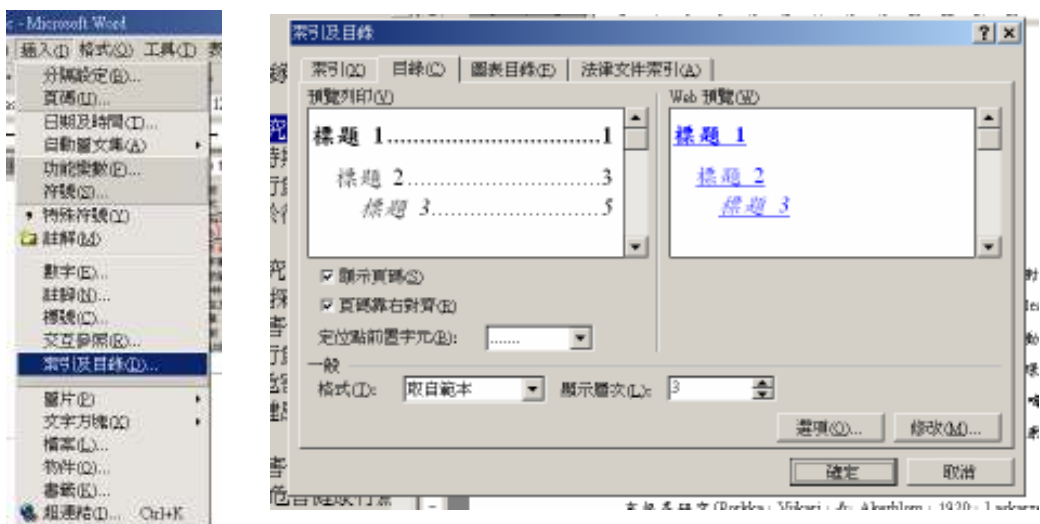 - Microsoft Word
插入(I) 格式(O) 工具(T) 表
分隔設定(B)...
頁碼(U)...
日期及時間(T)...
自動圖文集(A)
功能變數(F)...
符號(S)...
特殊符號(Y)
註解(M)
數字(E)...
註腳(N)...
標號(C)...
交互參照(R)...
索引及目錄(D)...
圖片(P)
文字方塊(X)
檔案(L)...
物件(O)...
書籤(K)...
超連結(I)... Ctrl+K
索引及目錄
索引(X) 目錄(C) 圖表目錄(F) 法律文件索引(A)
預覽列印(V) Web 預覽(W)
標題 1...............................1 標題 1
標題 2............................3 標題 2
標題 3........................5 標題 3
顯示頁碼(S)
頁碼靠右對齊(R)
定位點前置字元(B): .......
一般
格式(T): 取自範本 顯示層次(L): 3
選項(O)... 修改(M)...
確定 取消